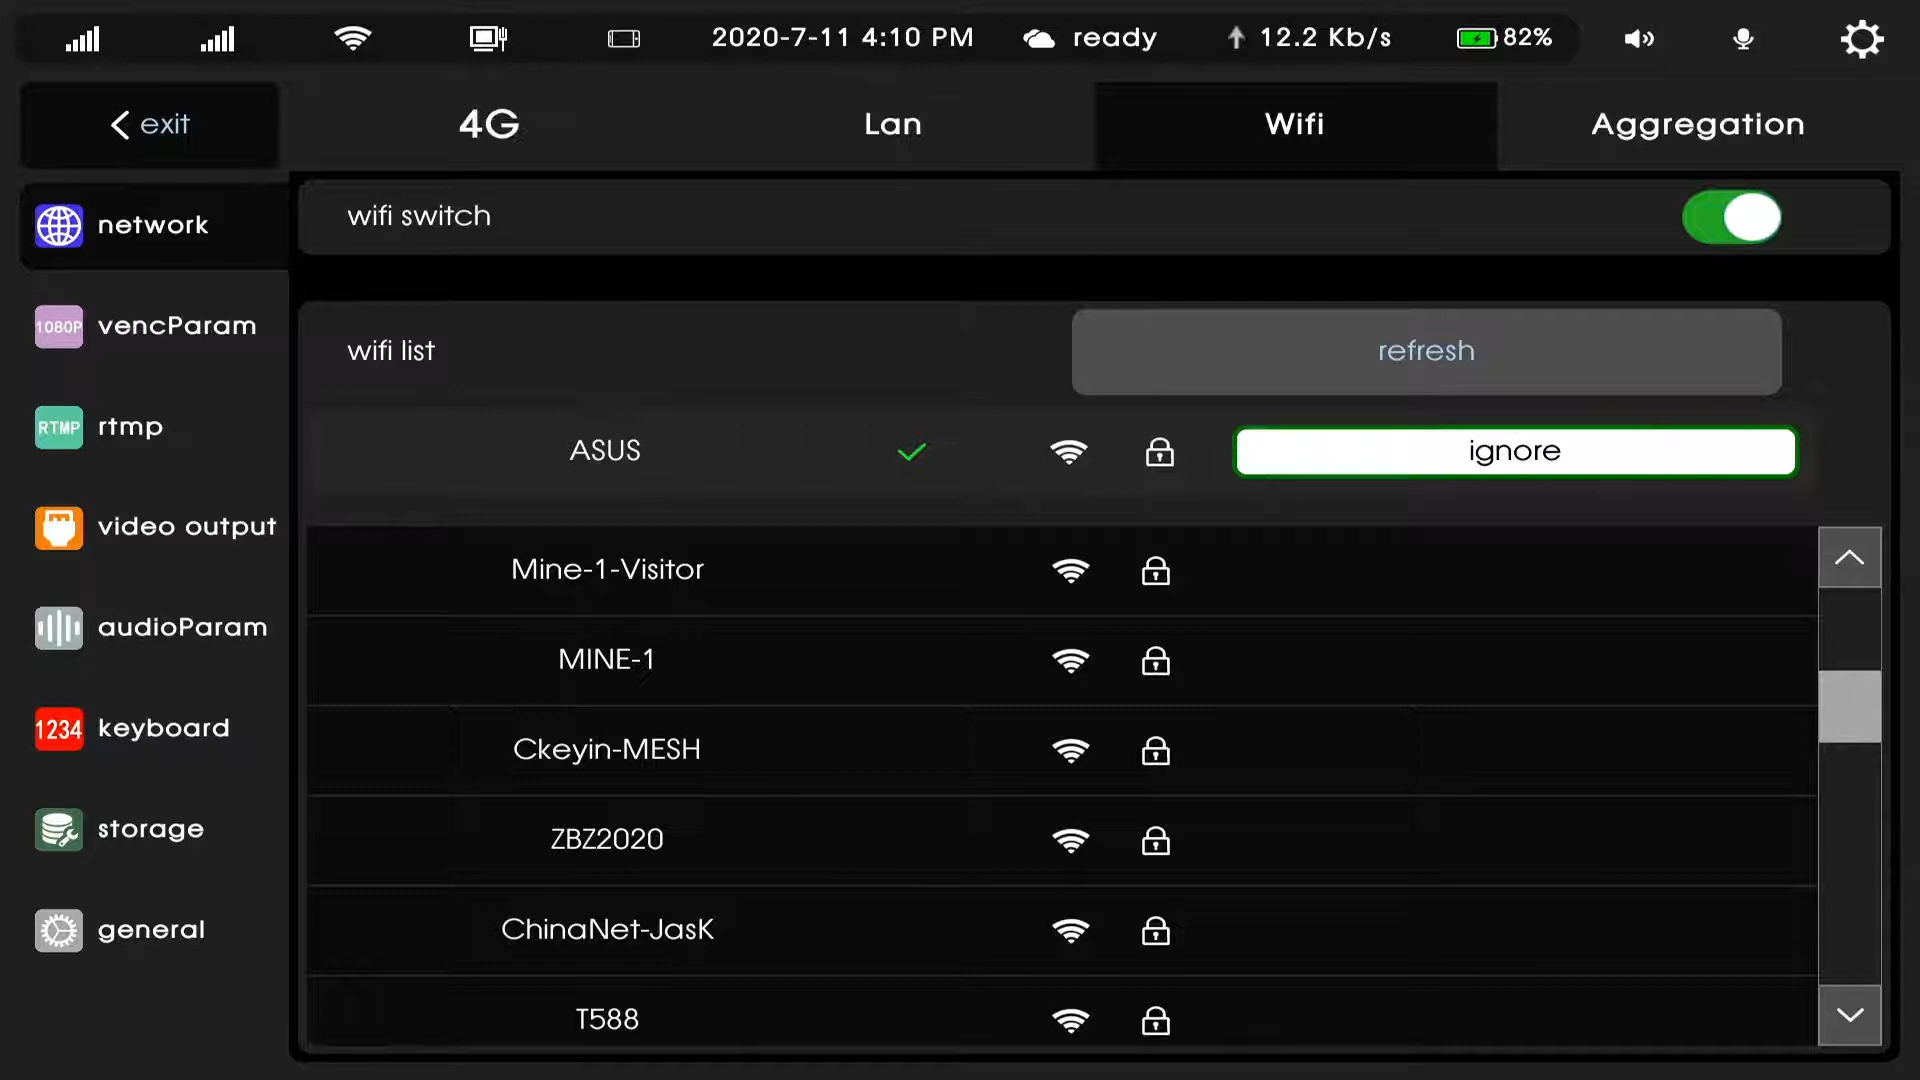 2020-7-11 4:10 PM ready 12.2 Kb/s 82%
exit 4G Lan Wifi Aggregation
network
wifi switch
1080P vencParam
wifi list refresh
RTMP rtmp
ASUS ignore
video output
Mine-1-Visitor
audioParam
MINE-1
1234 keyboard
Ckeyin-MESH
storage
ZBZ2020
general
ChinaNet-JasK
T588